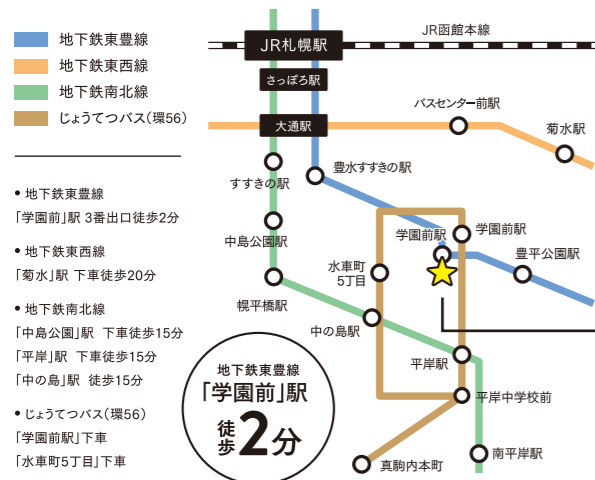 地下鉄東豊線
地下鉄東西線
地下鉄南北線
じょうてつバス(環56)
• 地下鉄東豊線
「学園前」駅 3番出口徒歩2分
• 地下鉄東西線
「菊水」駅 下車徒歩20分
• 地下鉄南北線
「中島公園」駅 下車徒歩15分
「平岸」駅 下車徒歩15分
「中の島」駅 徒歩15分
• じょうてつバス(環56)
「学園前駅」下車
「水車町5丁目」下車
JR函館本線
JR札幌駅
さっぽろ駅
バスセンター前駅
大通駅
菊水駅
豊水すすきの駅
すすきの駅
学園前駅
学園前駅
中島公園駅
豊平公園駅
水車町
5丁目
幌平橋駅
中の島駅
平岸駅
平岸中学校前
南平岸駅
真駒内本町
地下鉄東豊線
「学園前」駅
徒歩2分